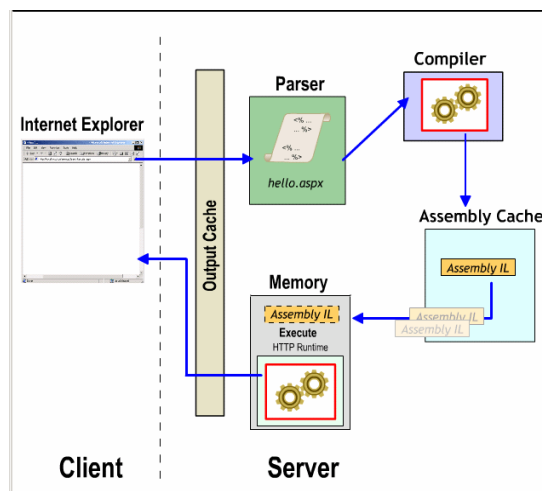 Compiler
Parser
Internet Explorer
<% ...
... %>
<% ...
... %>
hello.aspx
Output Cache
Assembly Cache
Assembly IL
Memory
Assembly IL
Assembly IL
Assembly IL
Execute
HTTP Runtime
Client
Server